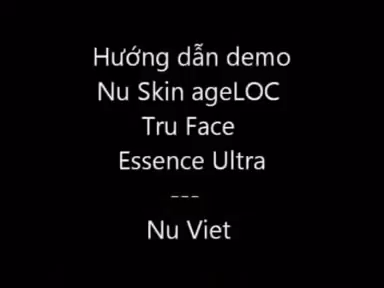 Hướng dẫn demo
Nu Skin ageLOC
Tru Face
Essence Ultra
---
Nu Viet